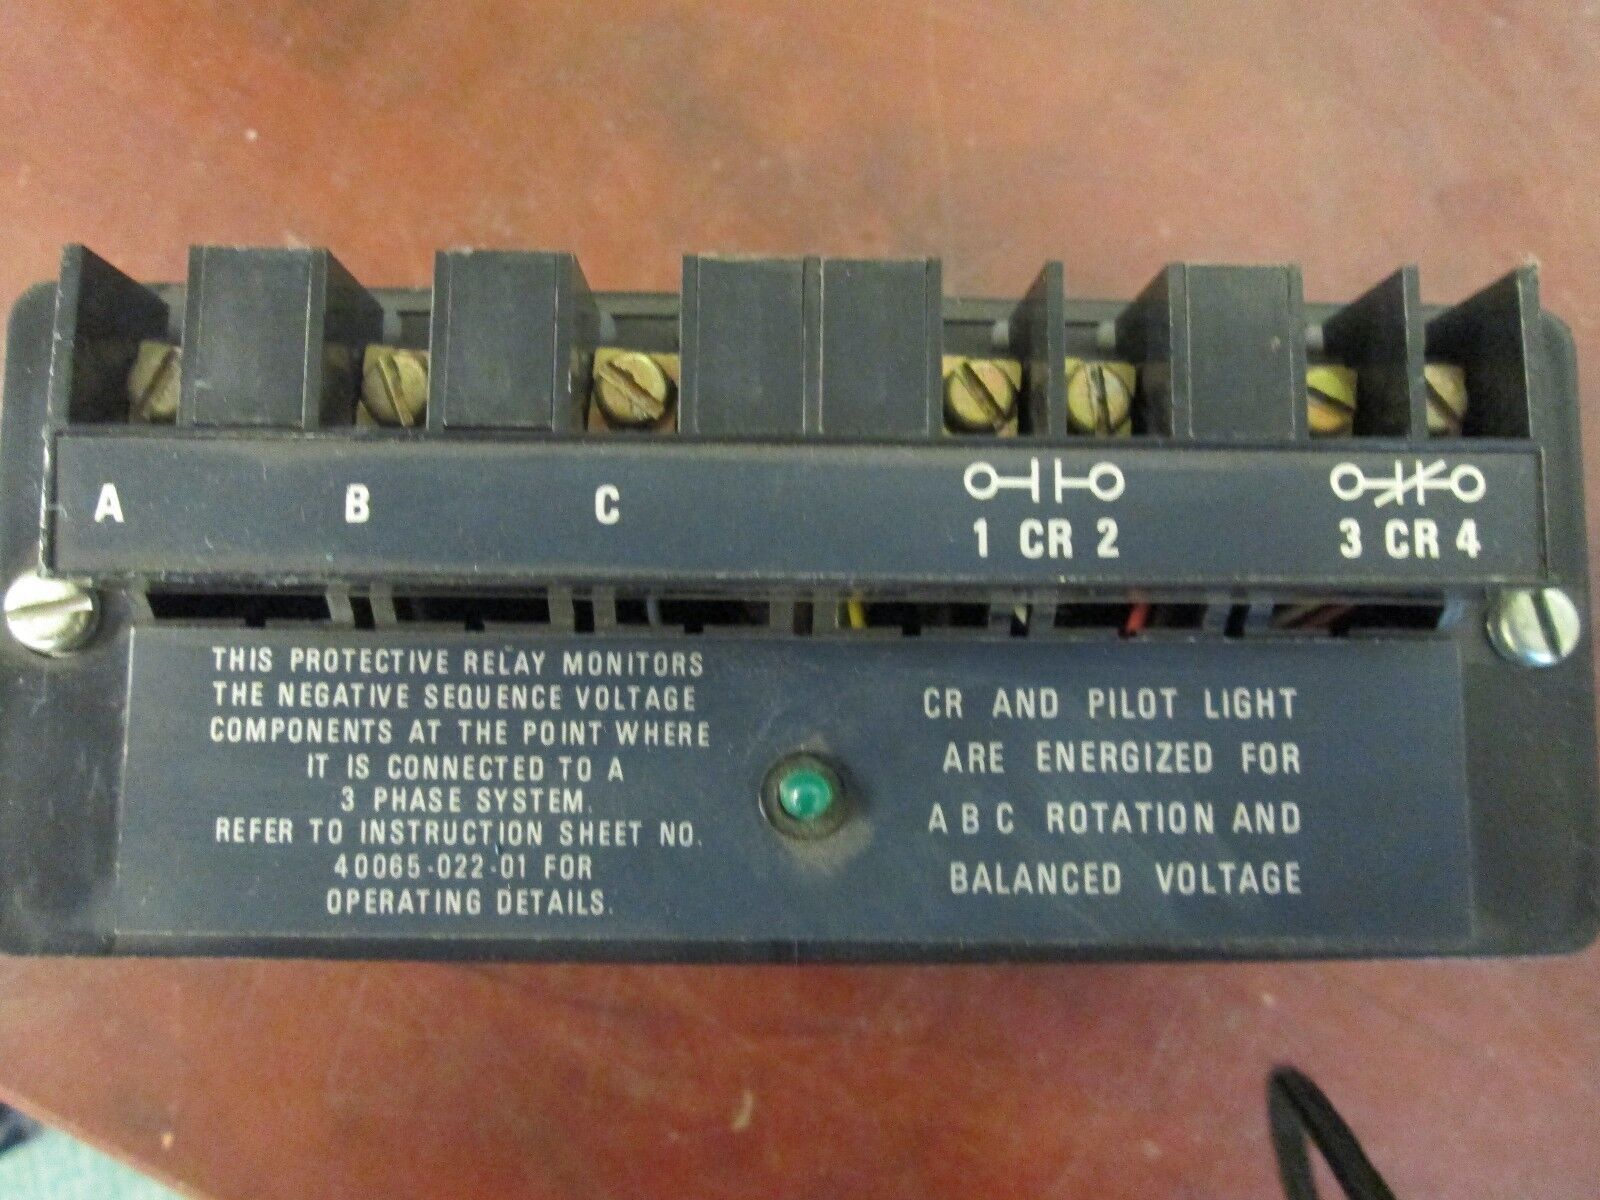 A B C
1 CR 2 3 CR 4
THIS PROTECTIVE RELAY MONITORS
THE NEGATIVE SEQUENCE VOLTAGE
COMPONENTS AT THE POINT WHERE
IT IS CONNECTED TO A
3 PHASE SYSTEM.
REFER TO INSTRUCTION SHEET NO.
40065-022-01 FOR
OPERATING DETAILS.
CR AND PILOT LIGHT
ARE ENERGIZED FOR
A B C ROTATION AND
BALANCED VOLTAGE